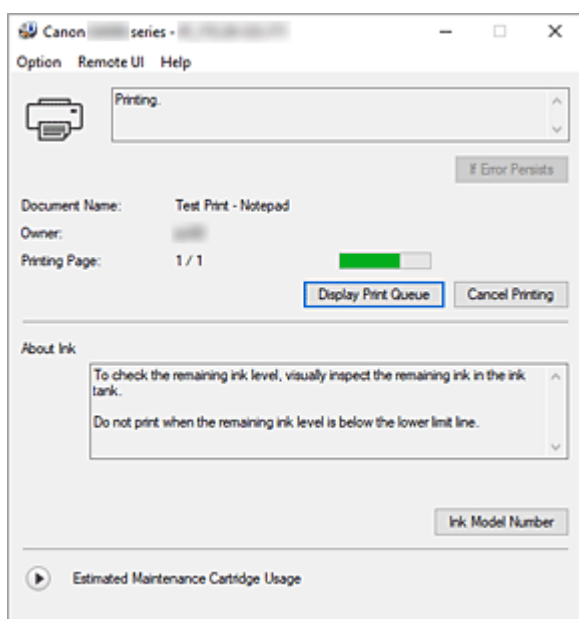 Canon series -
Option Remote UI Help
Printing.
If Error Persists
Document Name: Test Print - Notepad
Owner:
Printing Page: 1 / 1
Display Print Queue Cancel Printing
About Ink
To check the remaining ink level, visually inspect the remaining ink in the ink
tank.
Do not print when the remaining ink level is below the lower limit line.
Ink Model Number
Estimated Maintenance Cartridge Usage